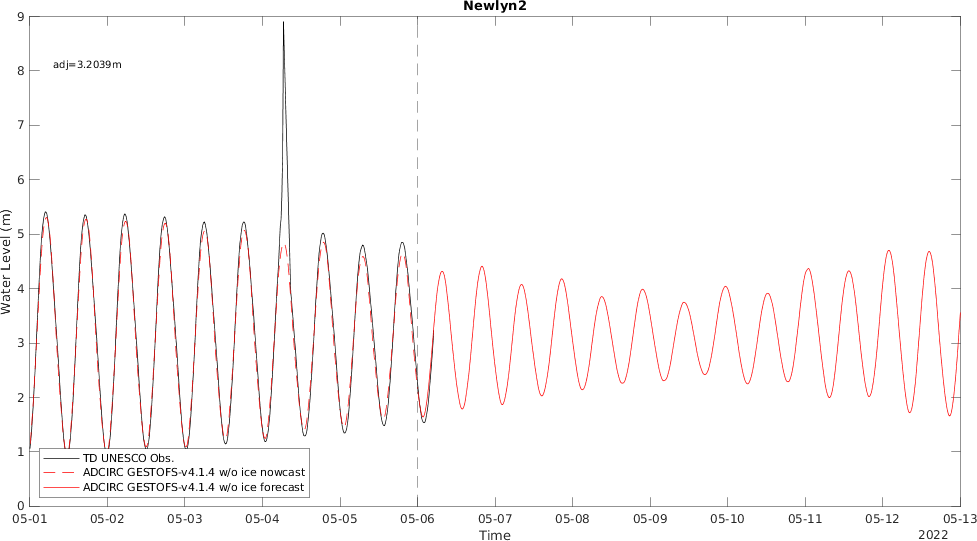 Newlyn2
adj=3.2039m
9
8
7
6
5
4
3
2
1
0
Water Level (m)
TD UNESCO Obs.
ADCIRC GESTOFS-v4.1.4 w/o ice nowcast
ADCIRC GESTOFS-v4.1.4 w/o ice forecast
05-01 05-02 05-03 05-04 05-05 05-06 05-07 05-08 05-09 05-10 05-11 05-12 05-13
Time
2022